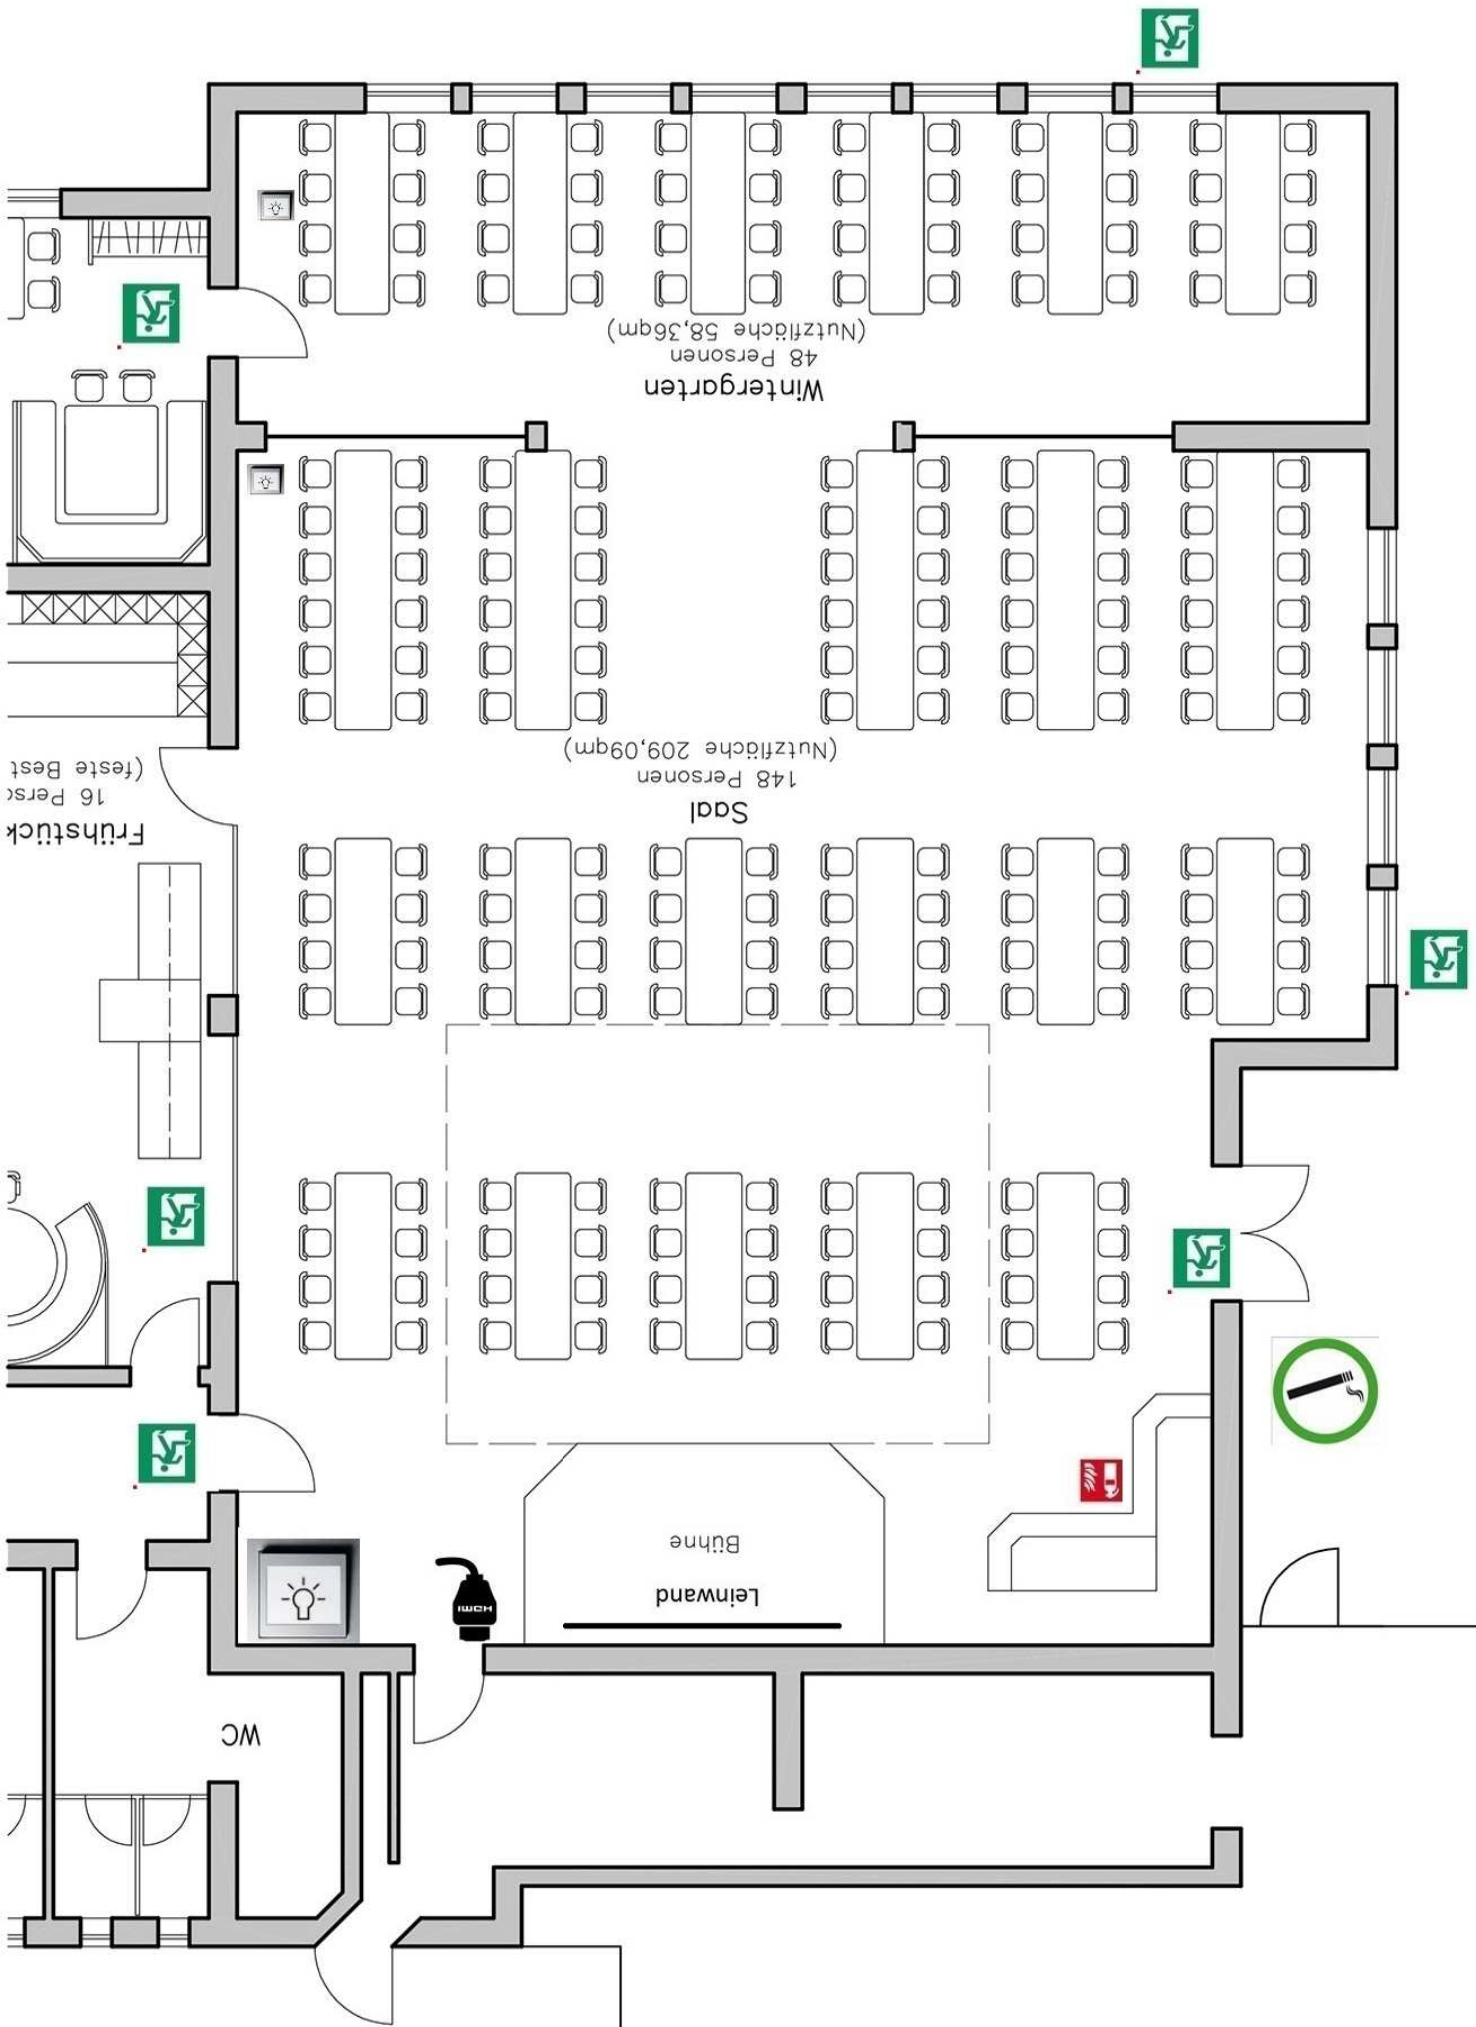 WC
HDMI
Leinwand
Bühne
Saal
148 Personen
(Nutzfläche 209,09qm)
Frühstück
16 Perso
(feste Best
Wintergarten
48 Personen
(Nutzfläche 58,36qm)